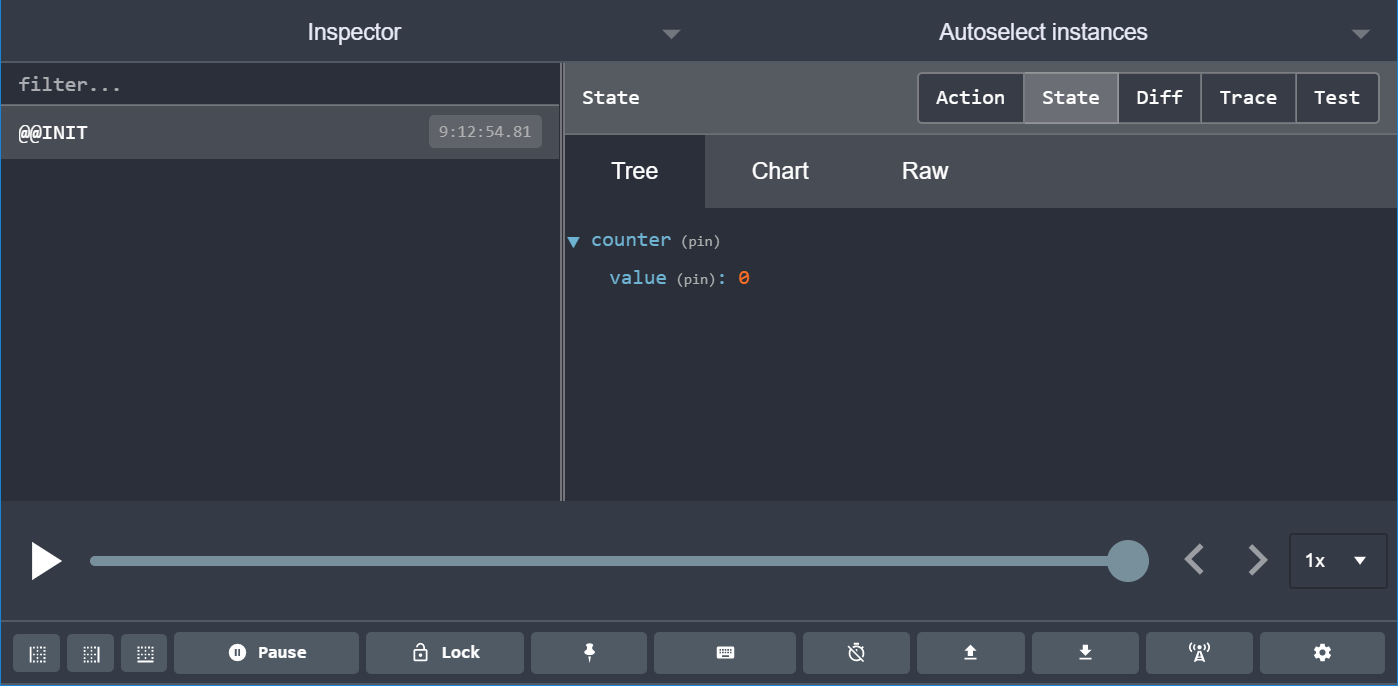 Inspector
Autoselect instances
filter...
State
Action
State
Diff
Trace
Test
@@INIT
9:12:54.81
Tree
Chart
Raw
counter (pin)
value (pin): 0
1x
Pause
Lock